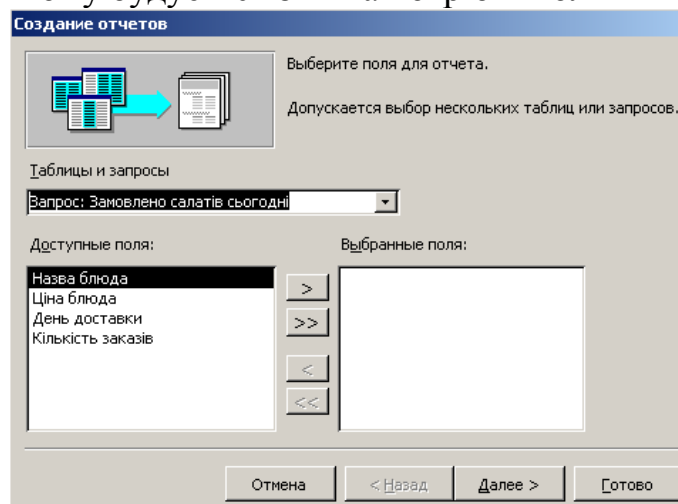 Создание отчетов
Выберите поля для отчета.
Допускается выбор нескольких таблиц или запросов.
Таблицы и запросы
Запрос: Замовлено салатів сьогодні
Доступные поля:
Выбранные поля:
Назва блюда
Ціна блюда
День доставки
Кількість заказів
>
>>
<
<<
Отмена
< Назад
Далее >
Готово